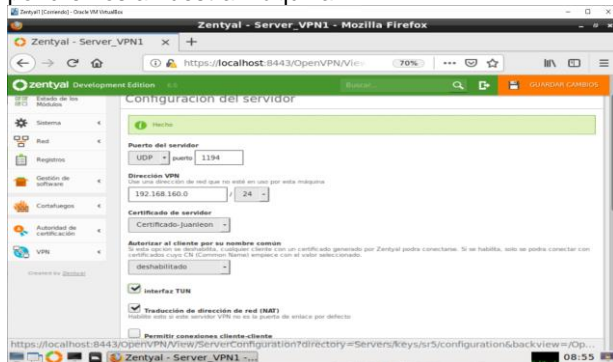 Zentyal1 [Corriendo] - Oracle VM VirtualBox
Zentyal - Server_VPN1 - Mozilla Firefox
Zentyal - Server_VPN1
https://localhost:8443/OpenVPN/View
70%
zentyal Development Edition
Buscar...
GUARDAR CAMBIOS
Estado de los Módulos
Sistema
Red
Registros
Gestión de software
Cortafuegos
Autoridad de certificación
VPN
Created by Zentyal
Configuración del servidor
Hecho
Puerto del servidor
UDP puerto 1194
Dirección VPN
Use una dirección de red que no esté en uso por esta máquina
192.168.160.0 / 24
Certificado de servidor
Certificado-Juanleon
Autorizar al cliente por su nombre común
Si esta opción se deshabilita, cualquier cliente con un certificado generado por Zentyal podra conectarse. Si se habilita, solo se podra conectar con certificados cuyo CN (Common Name) empiece con el valor seleccionado.
deshabilitado
interfaz TUN
Traducción de dirección de red (NAT)
Habilite esto si este servidor VPN no es la puerta de enlace por defecto
Permitir conexiones cliente-cliente
https://localhost:8443/OpenVPN/View/ServerConfiguration?directory=Servers/keys/sr5/configuration&backview=/Op...
Zentyal - Server_VPN1 -...
08:55